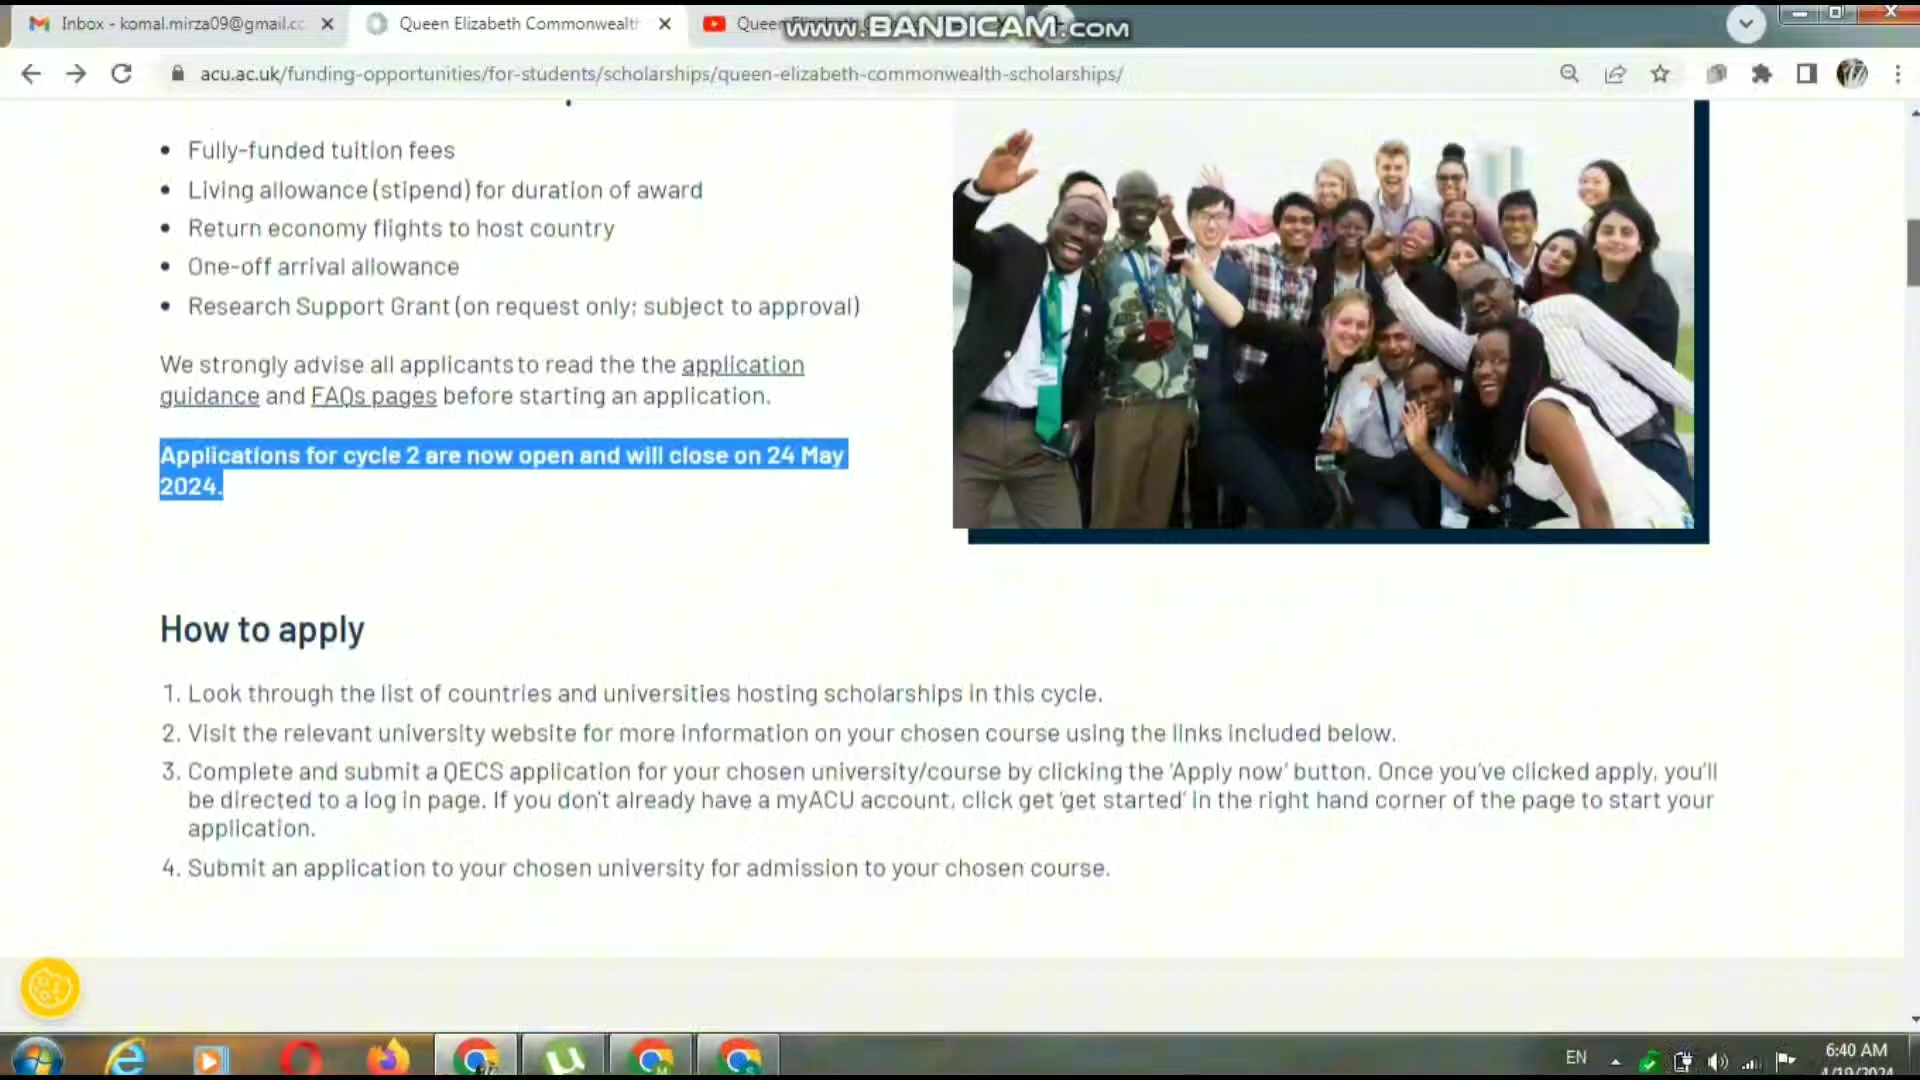 Inbox - komal.mirza09@gmail.cc
Queen Elizabeth Commonwealth
WWW.BANDICAM.COM
acu.ac.uk/funding-opportunities/for-students/scholarships/queen-elizabeth-commonwealth-scholarships/
• Fully-funded tuition fees
• Living allowance (stipend) for duration of award
• Return economy flights to host country
• One-off arrival allowance
• Research Support Grant (on request only; subject to approval)
We strongly advise all applicants to read the the application
guidance and FAQs pages before starting an application.
Applications for cycle 2 are now open and will close on 24 May
2024.
How to apply
1. Look through the list of countries and universities hosting scholarships in this cycle.
2. Visit the relevant university website for more information on your chosen course using the links included below.
3. Complete and submit a QECS application for your chosen university/course by clicking the 'Apply now' button. Once you've clicked apply, you'll
be directed to a log in page. If you don't already have a myACU account, click get 'get started' in the right hand corner of the page to start your
application.
4. Submit an application to your chosen university for admission to your chosen course.
EN
6:40 AM
4/19/2024